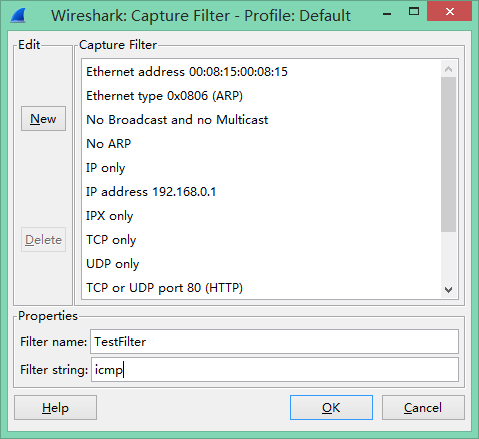 Wireshark: Capture Filter - Profile: Default
Edit
Capture Filter
New
Delete
Ethernet address 00:08:15:00:08:15
Ethernet type 0x0806 (ARP)
No Broadcast and no Multicast
No ARP
IP only
IP address 192.168.0.1
IPX only
TCP only
UDP only
TCP or UDP port 80 (HTTP)
Properties
Filter name: TestFilter
Filter string: icmp
Help
OK
Cancel